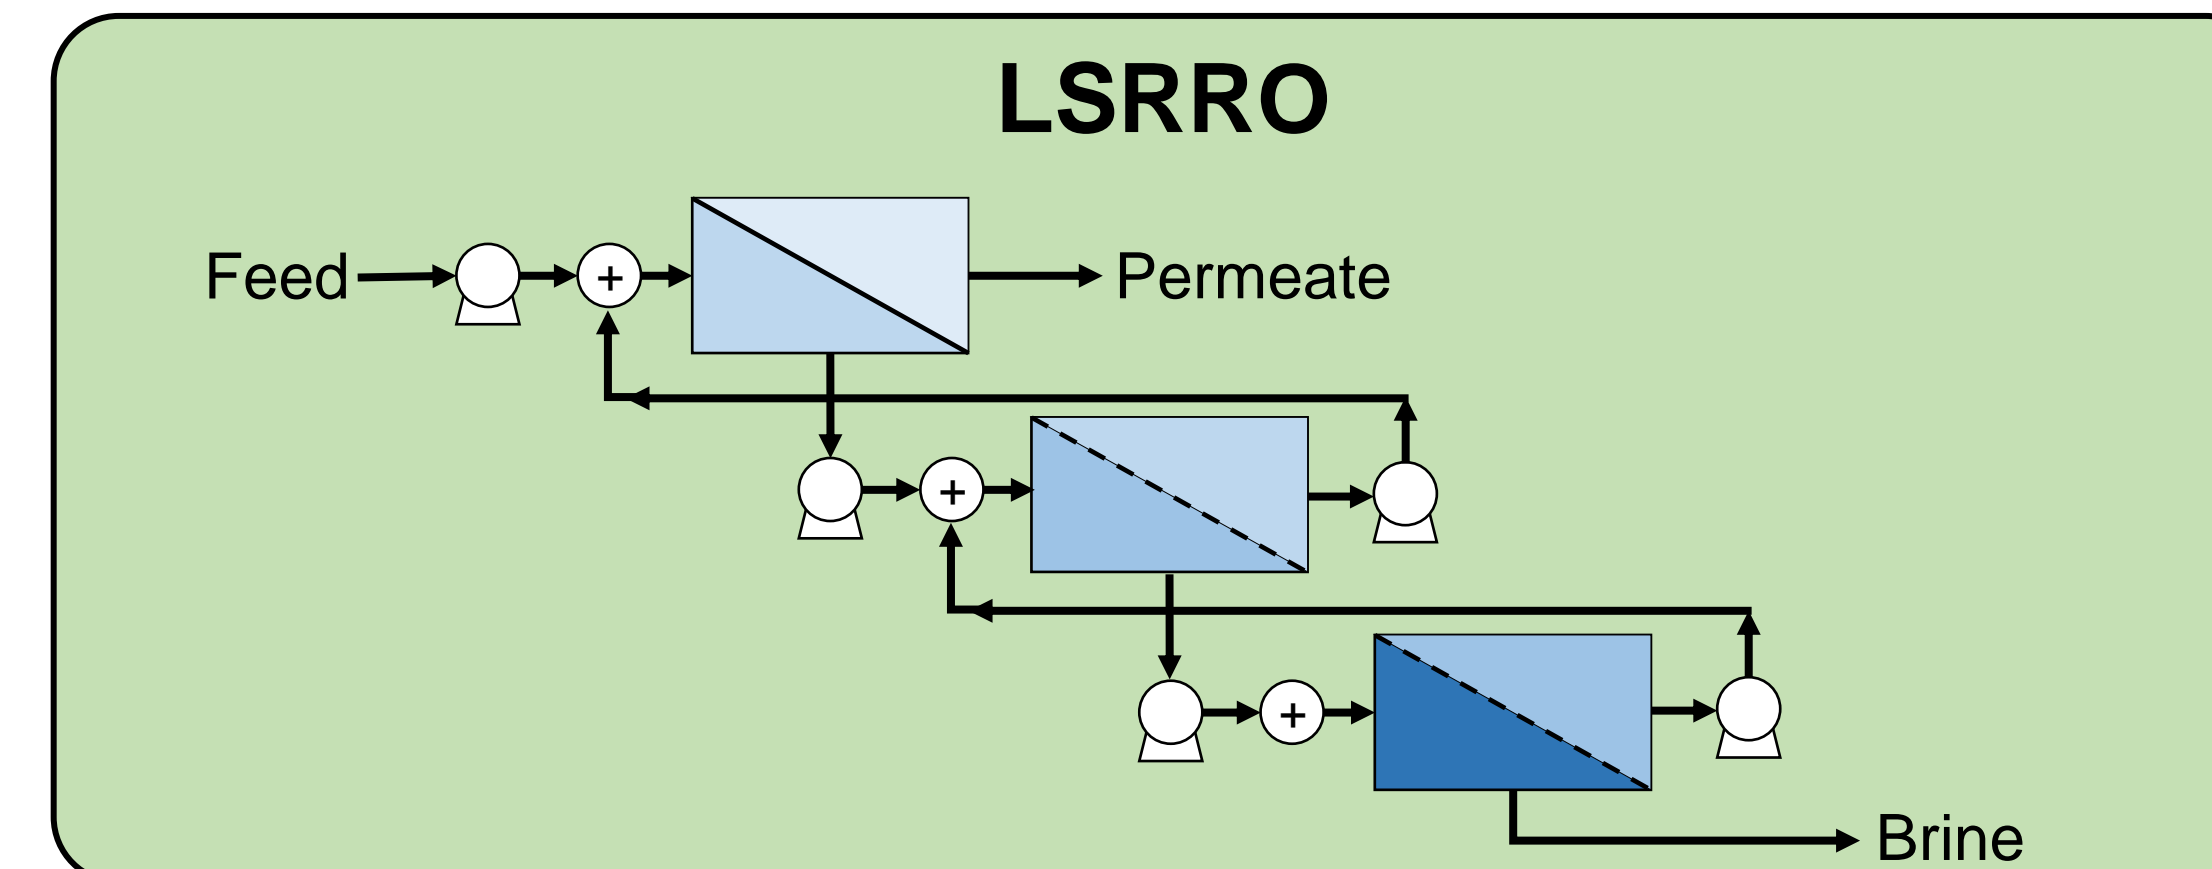 LSRRO
Feed
+
Permeate
+
+
Brine